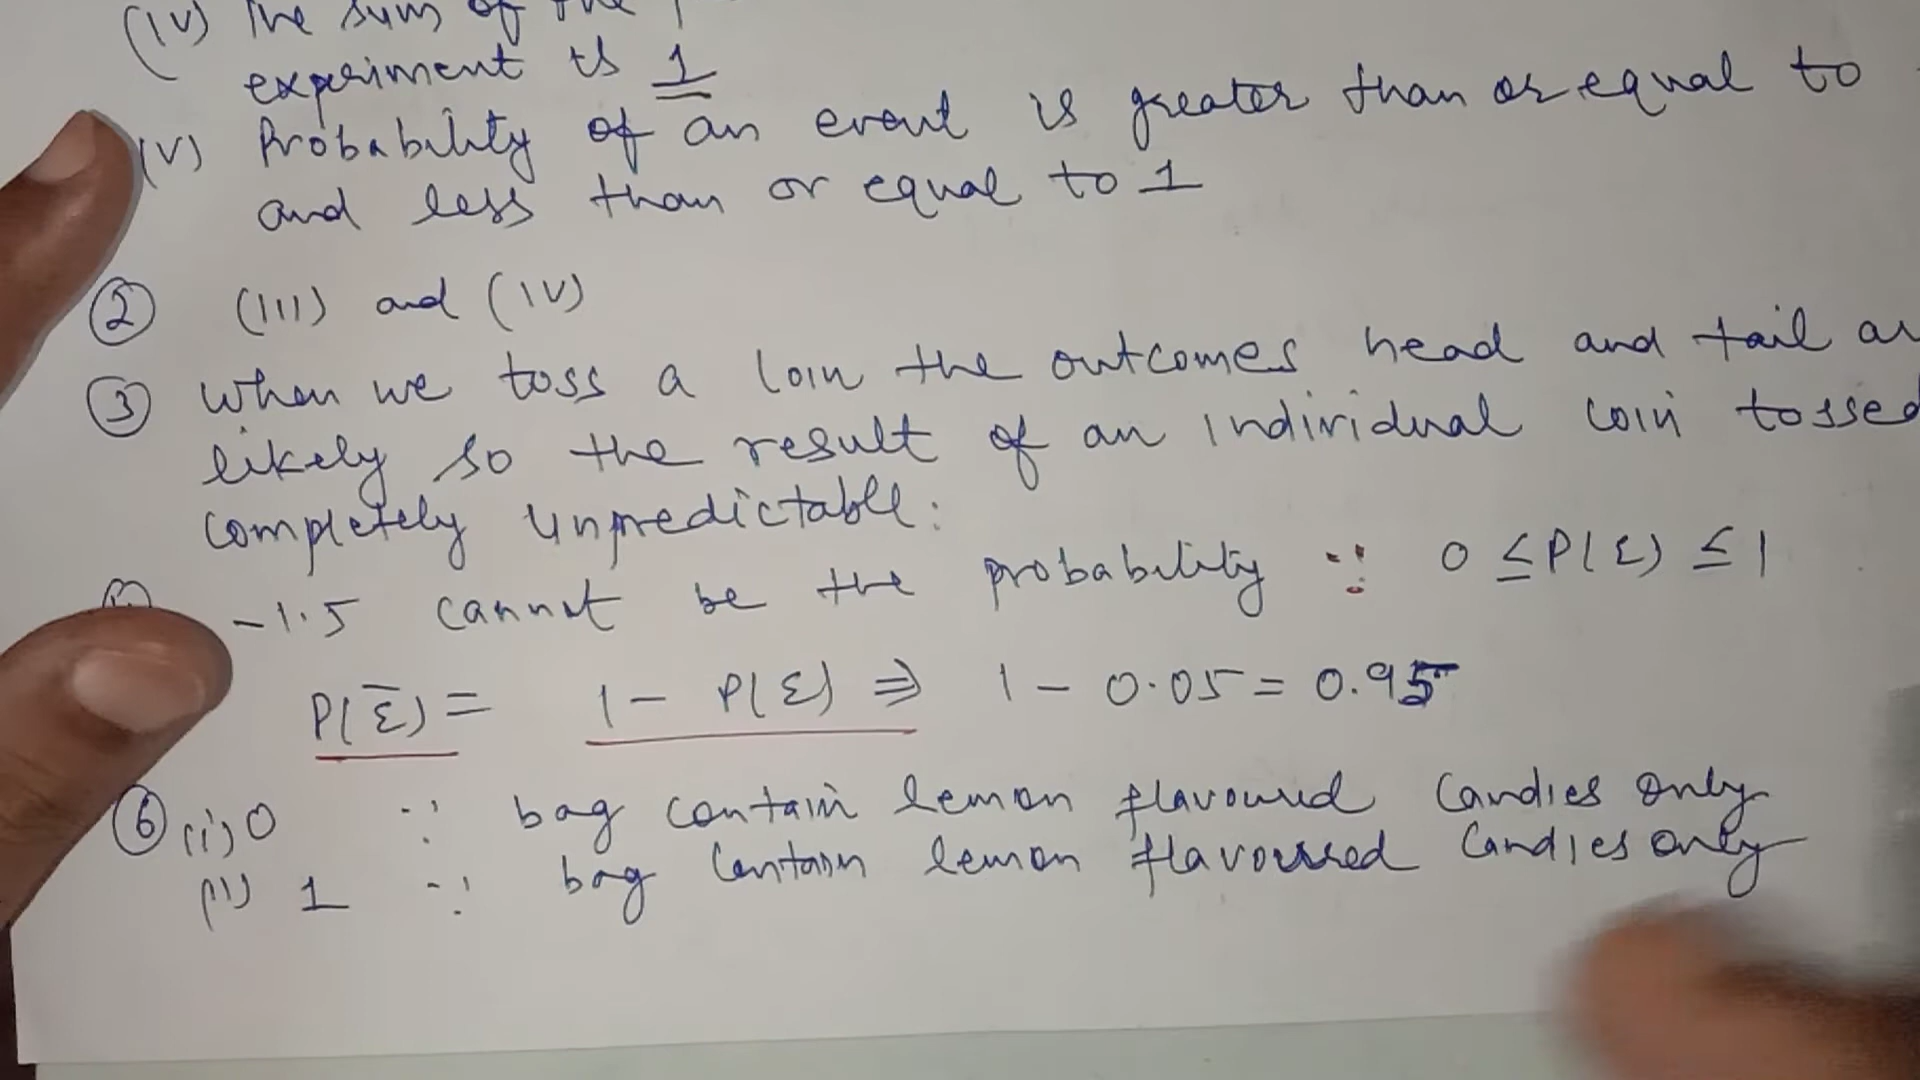 (IV) The sum of the
experiment is 1
(V) Probability of an event is greater than or equal to
and less than or equal to 1
② (III) and (IV)
③ When we toss a coin the outcomes head and tail
likely so the result of an individual coin tossed
completely unpredictable.
-1.5 cannot be the probability ∵ 0 ≤ P(E) ≤ 1
P(E̅) = 1 - P(E) ⇒ 1 - 0.05 = 0.95
⑥ (i) 0 ∵ bag contain lemon flavoured candies only
(ii) 1 ∵ bag contain lemon flavoured candies only